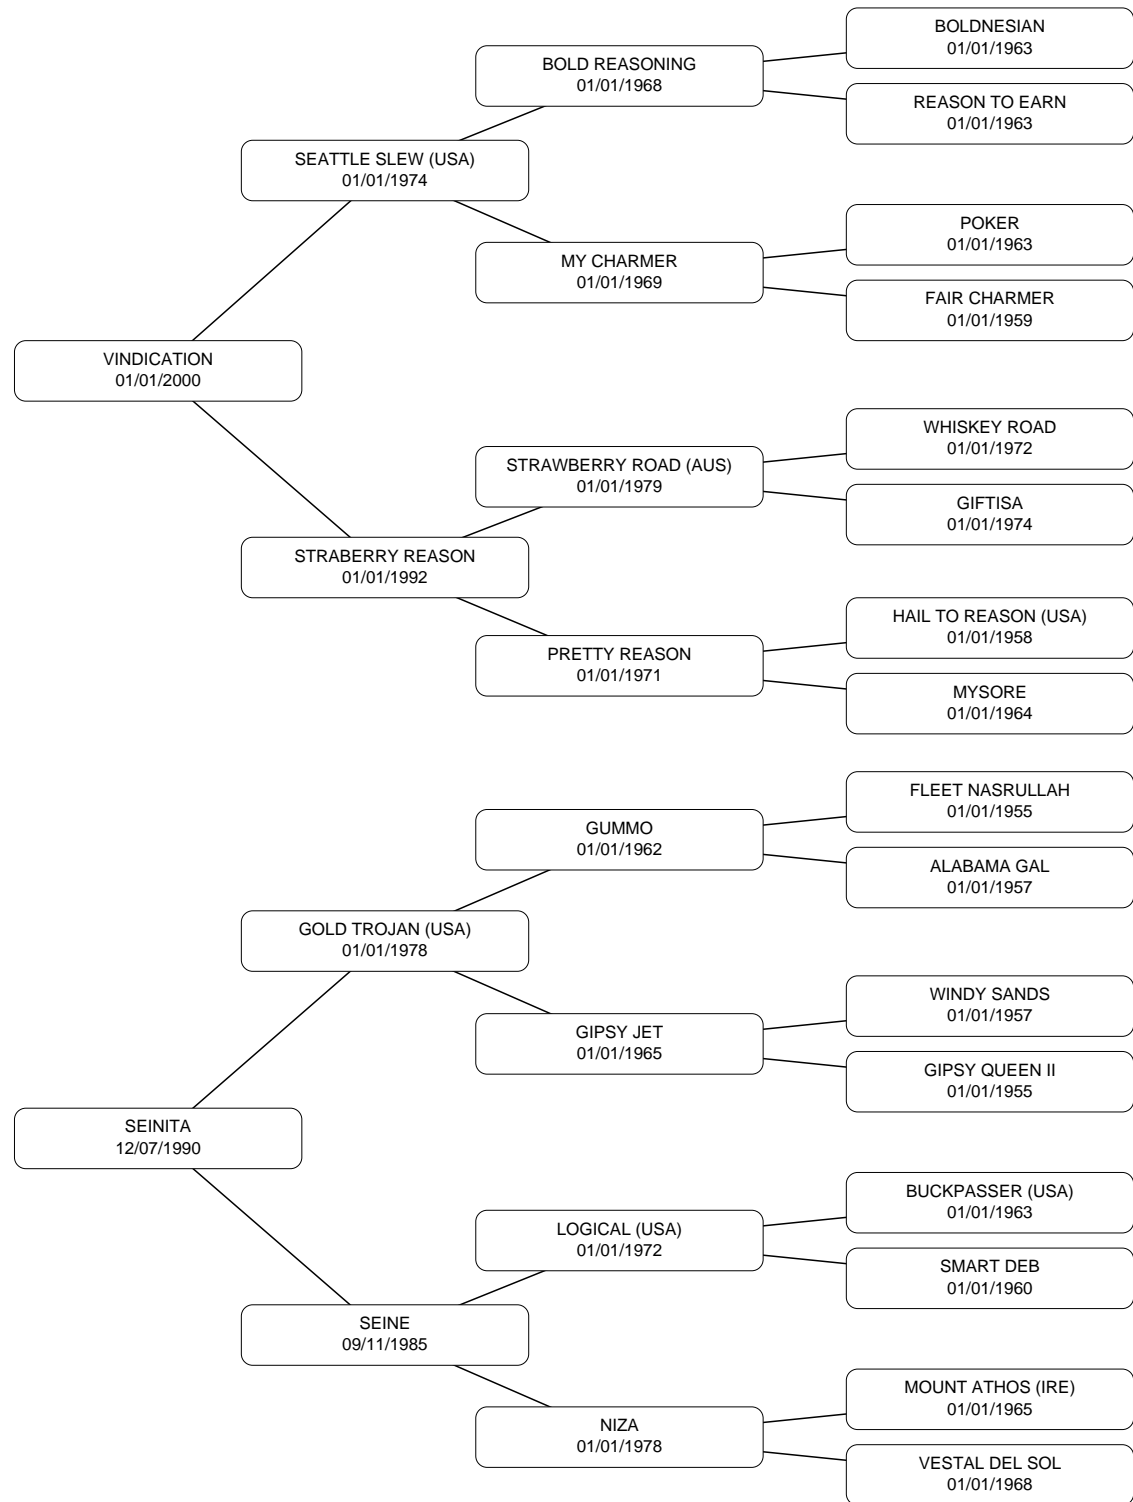 BOLDNESIAN
01/01/1963
BOLD REASONING
01/01/1968
REASON TO EARN
01/01/1963
SEATTLE SLEW (USA)
01/01/1974
POKER
01/01/1963
MY CHARMER
01/01/1969
FAIR CHARMER
01/01/1959
VINDICATION
01/01/2000
WHISKEY ROAD
01/01/1972
STRAWBERRY ROAD (AUS)
01/01/1979
GIFTISA
01/01/1974
STRABERRY REASON
01/01/1992
HAIL TO REASON (USA)
01/01/1958
PRETTY REASON
01/01/1971
MYSORE
01/01/1964
FLEET NASRULLAH
01/01/1955
GUMMO
01/01/1962
ALABAMA GAL
01/01/1957
GOLD TROJAN (USA)
01/01/1978
WINDY SANDS
01/01/1957
GIPSY JET
01/01/1965
GIPSY QUEEN II
01/01/1955
SEINITA
12/07/1990
BUCKPASSER (USA)
01/01/1963
LOGICAL (USA)
01/01/1972
SMART DEB
01/01/1960
SEINE
09/11/1985
MOUNT ATHOS (IRE)
01/01/1965
NIZA
01/01/1978
VESTAL DEL SOL
01/01/1968